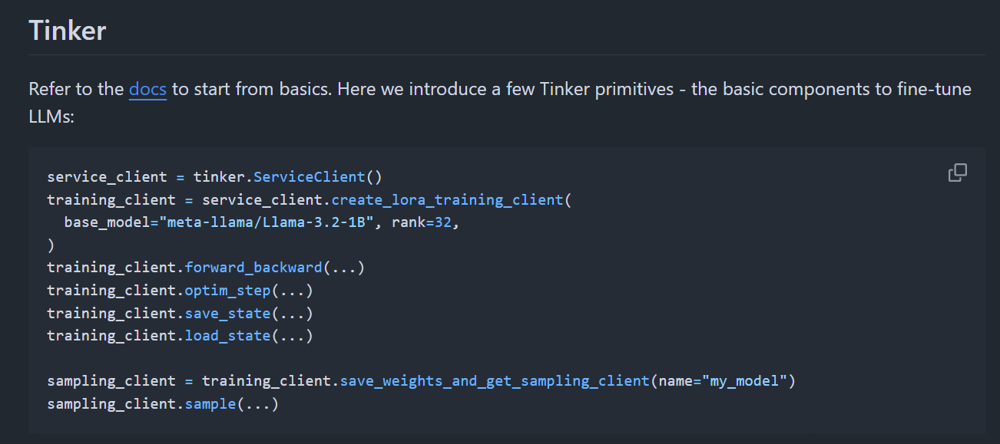 Tinker
Refer to the docs to start from basics. Here we introduce a few Tinker primitives - the basic components to fine-tune
LLMs:
service_client = tinker.ServiceClient()
training_client = service_client.create_lora_training_client(
  base_model="meta-llama/Llama-3.2-1B", rank=32,
)
training_client.forward_backward(...)
training_client.optim_step(...)
training_client.save_state(...)
training_client.load_state(...)
sampling_client = training_client.save_weights_and_get_sampling_client(name="my_model")
sampling_client.sample(...)